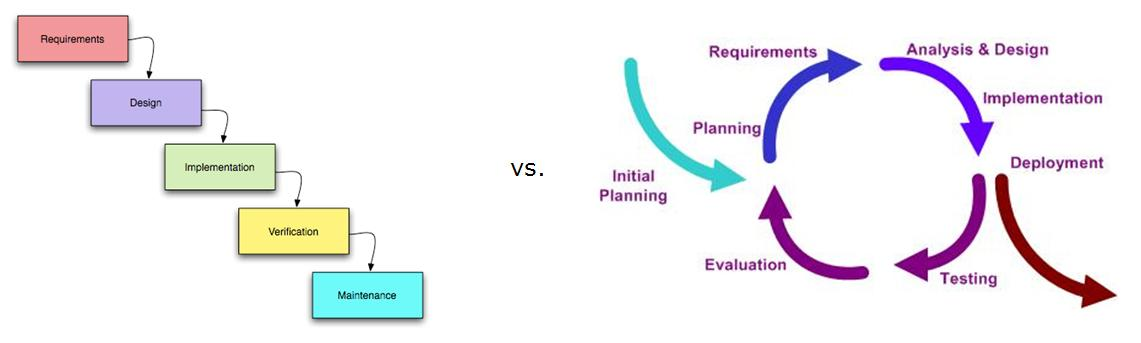 Requirements
Design
Implementation
Verification
Maintenance
vs.
Initial
Planning
Planning
Requirements
Analysis & Design
Implementation
Deployment
Testing
Evaluation